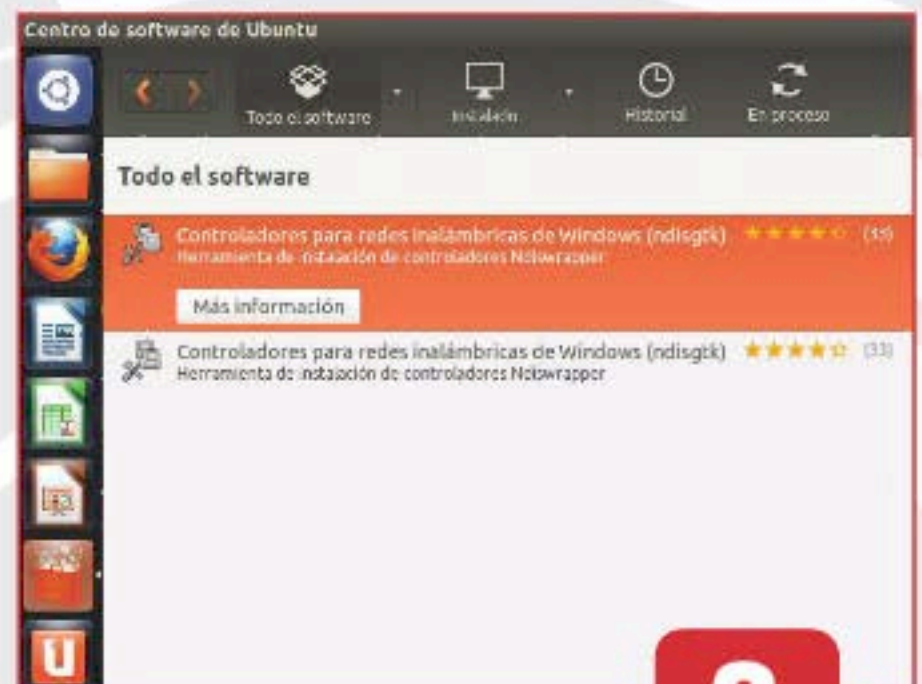 Centro de software de Ubuntu
Todo el software
Instalado
Historial
En proceso
Todo el software
Controladores para redes inalámbricas de Windows (ndisgtk) (33)
Herramienta de instalación de controladores Ndiswrapper
Más información
Controladores para redes inalámbricas de Windows (ndisgtk) (33)
Herramienta de instalación de controladores Ndiswrapper